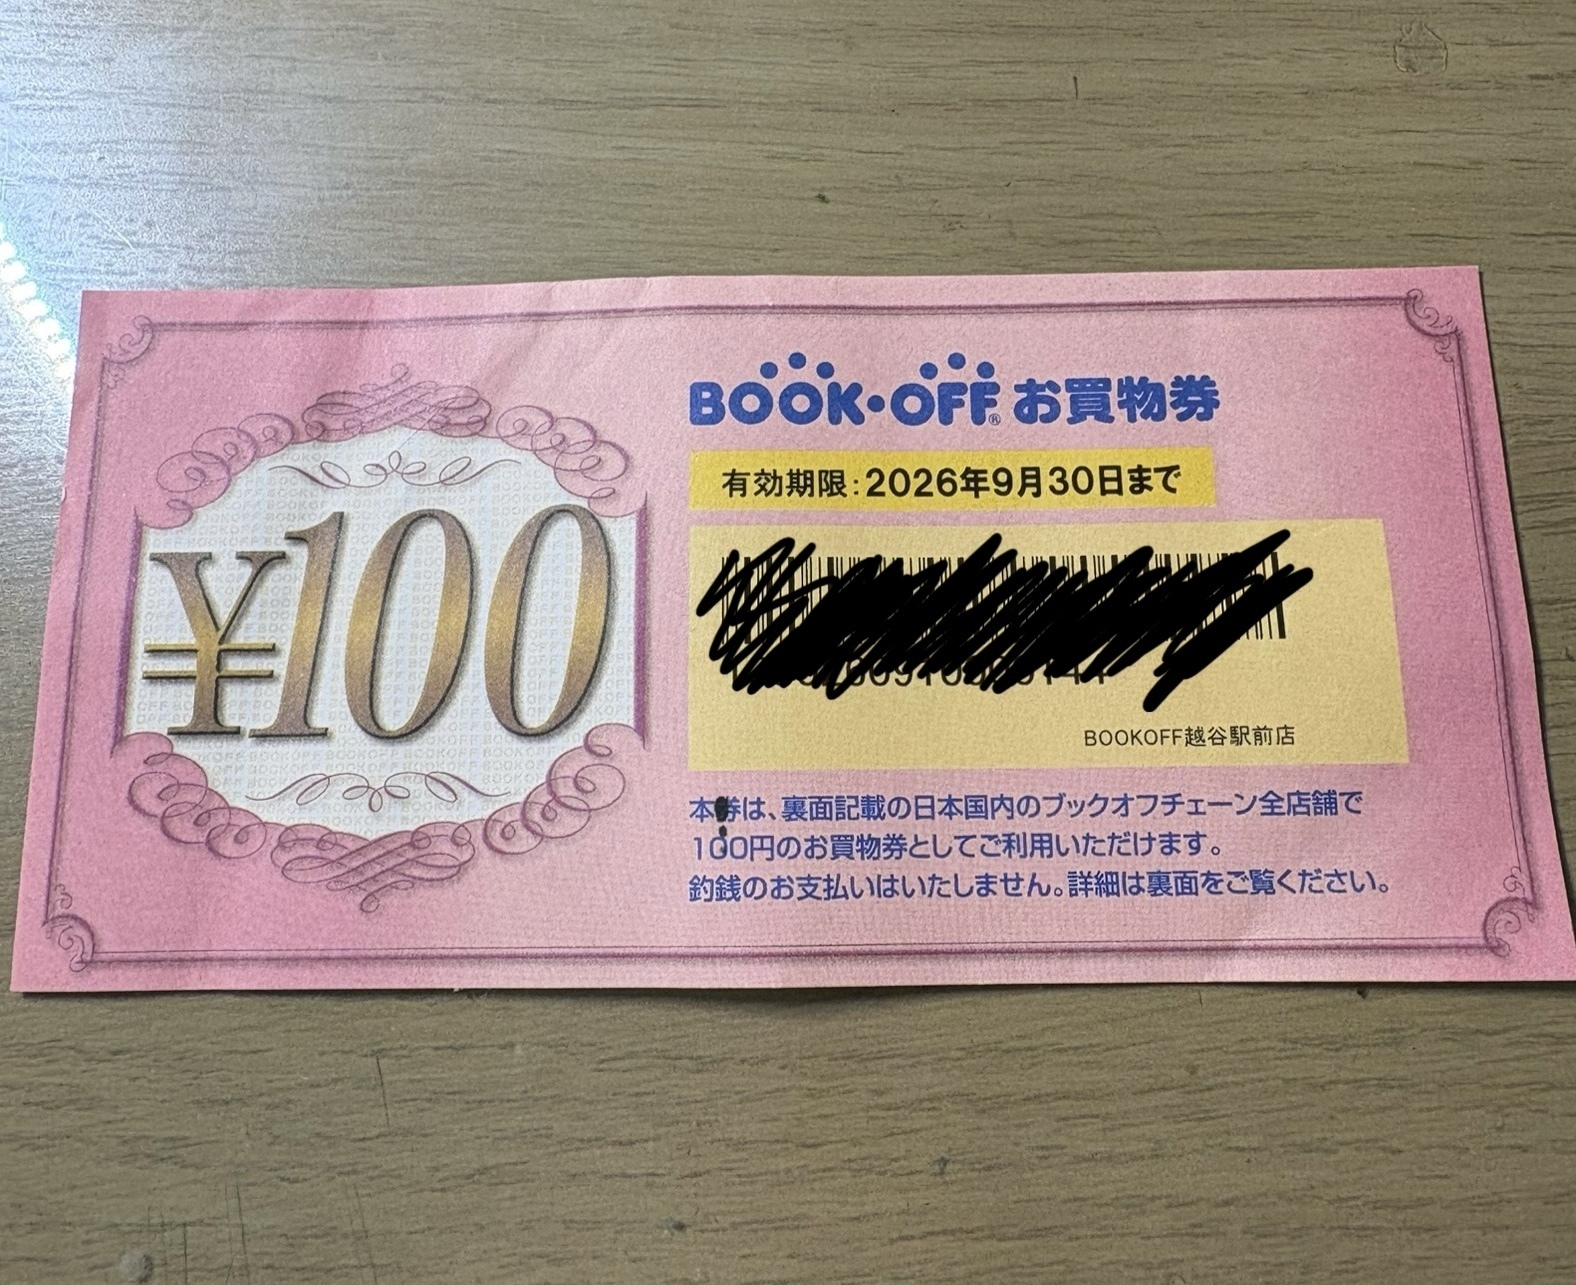 ¥100
BOOK・OFF® お買物券
有効期限：2026年9月30日まで
BOOKOFF越谷駅前店
本券は、裏面記載の日本国内のブックオフチェーン全店舗で
100円のお買物券としてご利用いただけます。
釣銭のお支払いはいたしません。詳細は裏面をご覧ください。